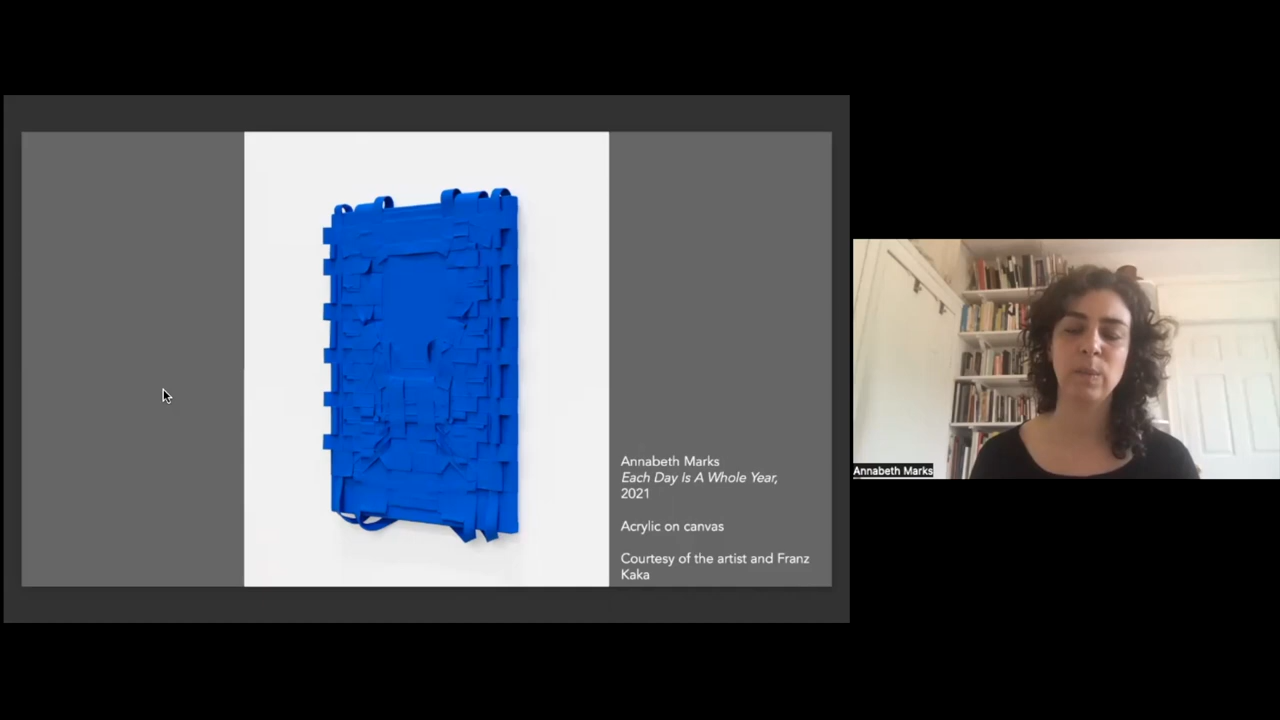 Annabeth Marks
Each Day Is A Whole Year,
2021
Acrylic on canvas
Courtesy of the artist and Franz
Kaka
Annabeth Marks